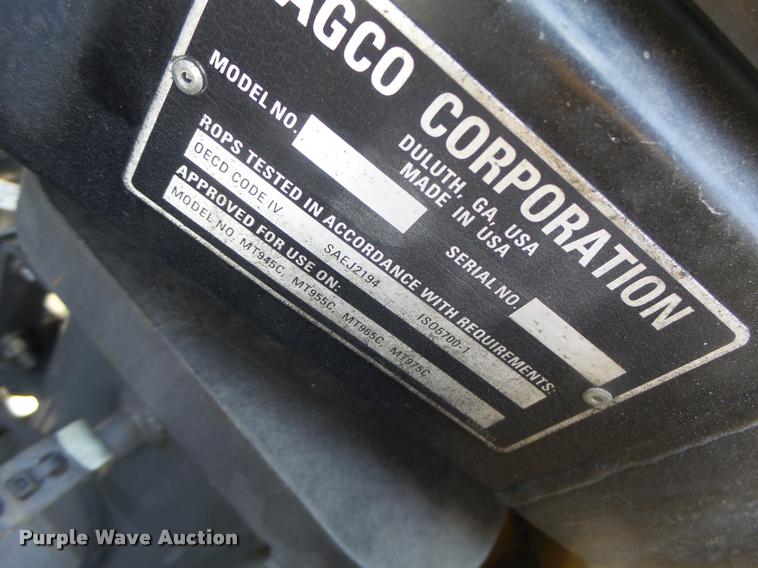 AGCO CORPORATION
DULUTH, GA, USA
MADE IN USA
MODEL NO.
SERIAL NO.
ROPS TESTED IN ACCORDANCE WITH REQUIREMENTS:
OECD CODE IV SAEJ2194 ISO5700-1
APPROVED FOR USE ON:
MODEL NO. MT945C, MT955C, MT965C, MT975C
Purple Wave Auction